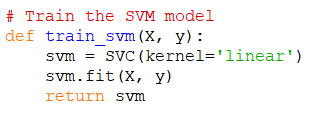 # Train the SVM model
def train_svm(X, y):
    svm = SVC(kernel='linear')
    svm.fit(X, y)
    return svm